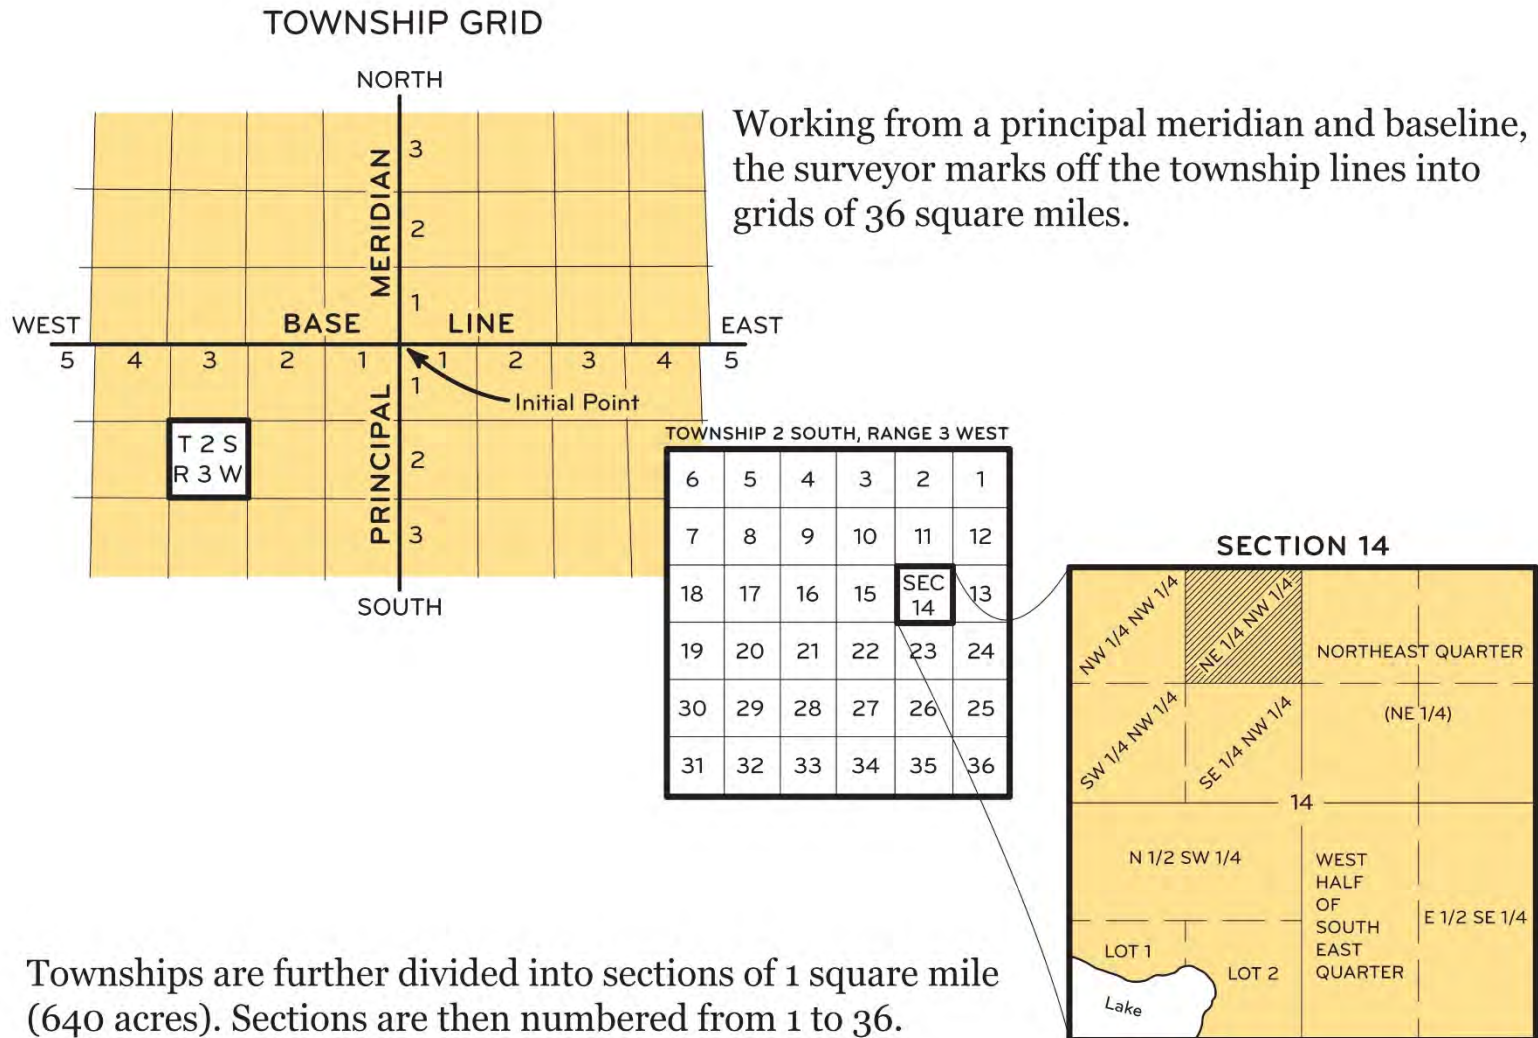 TOWNSHIP GRID
NORTH
Working from a principal meridian and baseline,
the surveyor marks off the township lines into
grids of 36 square miles.
MERIDIAN
3
2
1
WEST
BASE
LINE
EAST
5 4 3 2 1 1 2 3 4 5
PRINCIPAL
1
2
3
Initial Point
T 2 S
R 3 W
SOUTH
TOWNSHIP 2 SOUTH, RANGE 3 WEST
6 5 4 3 2 1
7 8 9 10 11 12
18 17 16 15 SEC 14 13
19 20 21 22 23 24
30 29 28 27 26 25
31 32 33 34 35 36
SECTION 14
NW 1/4 NW 1/4
NE 1/4 NW 1/4
NORTHEAST QUARTER
(NE 1/4)
SW 1/4 NW 1/4
SE 1/4 NW 1/4
14
N 1/2 SW 1/4
WEST
HALF
OF
SOUTH
EAST
QUARTER
E 1/2 SE 1/4
LOT 1
LOT 2
Lake
Townships are further divided into sections of 1 square mile
(640 acres). Sections are then numbered from 1 to 36.